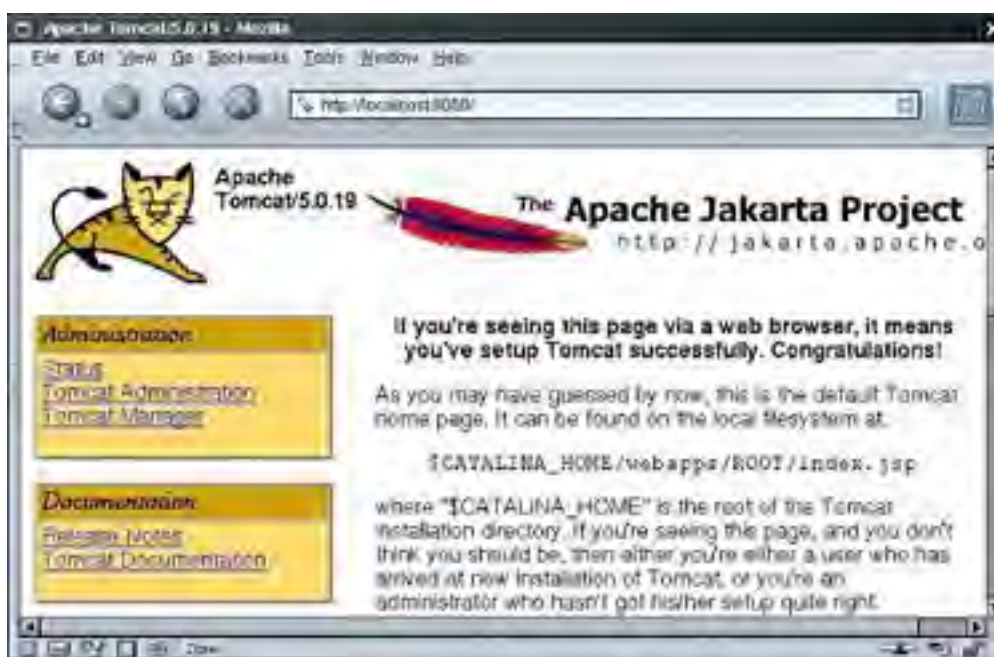 Apache Tomcat/5.0.19 - Mozilla
File Edit View Go Bookmarks Tools Window Help
http://localhost:8080/
Apache
Tomcat/5.0.19
The Apache Jakarta Project
http://jakarta.apache.o
Administration
Status
Tomcat Administration
Tomcat Manager
Documentation
Release Notes
Tomcat Documentation
If you're seeing this page via a web browser, it means
you've setup Tomcat successfully. Congratulations!
As you may have guessed by now, this is the default Tomcat
home page. It can be found on the local filesystem at:
$CATALINA_HOME/webapps/ROOT/index.jsp
where "$CATALINA_HOME" is the root of the Tomcat
installation directory. If you're seeing this page, and you don't
think you should be, then either you're either a user who has
arrived at new installation of Tomcat, or you're an
administrator who hasn't got his/her setup quite right.
Done